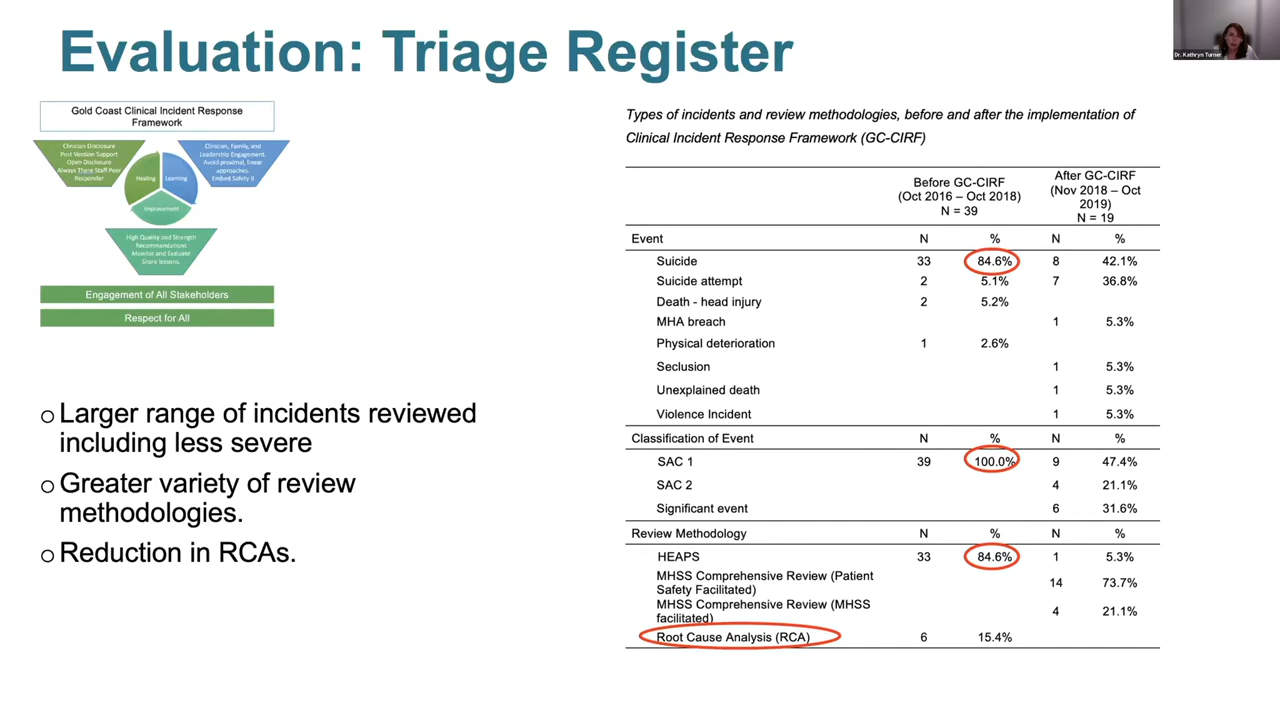 Evaluation: Triage Register
Dr. Kathryn Turner
Gold Coast Clinical Incident Response
Framework
Clinician Disclosure
Post Vention Support
Open Disclosure
Always There Staff Peer
Responder
Clinician, Family, and
Leadership Engagement.
Avoid proximal, linear
approaches.
Embed Safety II
Healing
Learning
Improvement
High Quality and Strength
Recommendations
Monitor and Evaluate
Share lessons.
Engagement of All Stakeholders
Respect for All
o Larger range of incidents reviewed
including less severe
o Greater variety of review
methodologies.
o Reduction in RCAs.
Types of incidents and review methodologies, before and after the implementation of
Clinical Incident Response Framework (GC-CIRF)
Before GC-CIRF
(Oct 2016 – Oct 2018)
N = 39
After GC-CIRF
(Nov 2018 – Oct
2019)
N = 19
Event N % N %
Suicide 33 84.6% 8 42.1%
Suicide attempt 2 5.1% 7 36.8%
Death - head injury 2 5.2%
MHA breach 1 5.3%
Physical deterioration 1 2.6%
Seclusion 1 5.3%
Unexplained death 1 5.3%
Violence Incident 1 5.3%
Classification of Event N % N %
SAC 1 39 100.0% 9 47.4%
SAC 2 4 21.1%
Significant event 6 31.6%
Review Methodology N % N %
HEAPS 33 84.6% 1 5.3%
MHSS Comprehensive Review (Patient
Safety Facilitated) 14 73.7%
MHSS Comprehensive Review (MHSS
facilitated) 4 21.1%
Root Cause Analysis (RCA) 6 15.4%